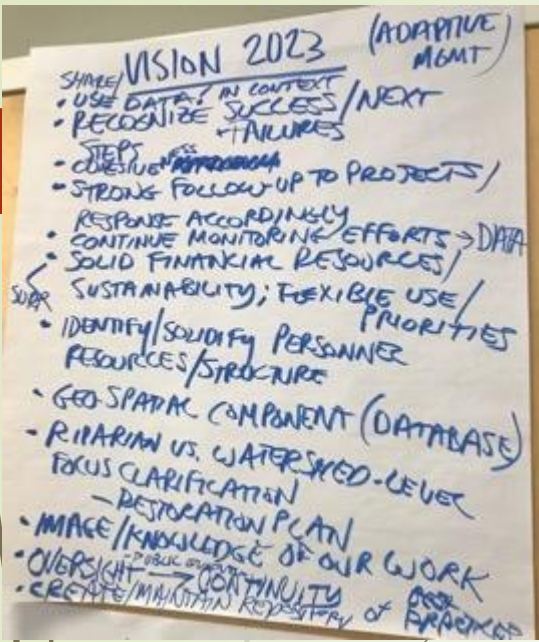 VISION 2023 (ADAPTIVE MGMT)
SHARE/
• USE DATA! IN CONTEXT
• RECOGNIZE SUCCESS/NEXT
+ FAILURES
STEPS
• COHESIVENESS
• STRONG FOLLOW-UP TO PROJECTS/
RESPONSE ACCORDINGLY
• CONTINUE MONITORING EFFORTS → DATA
• SOLID FINANCIAL RESOURCES/
SUSTAINABILITY; FLEXIBLE USE/
PRIORITIES
• IDENTIFY/SOLIDIFY PERSONNEL
RESOURCES/STRUCTURE
• GEO-SPATIAL COMPONENT (DATABASE)
• RIPARIAN VS. WATERSHED-LEVEL
FOCUS CLARIFICATION
– RESTORATION PLAN
• IMAGE/KNOWLEDGE OF OUR WORK
• OVERSIGHT → CONTINUITY
• CREATE/MAINTAIN REPOSITORY of BEST
PRACTICES